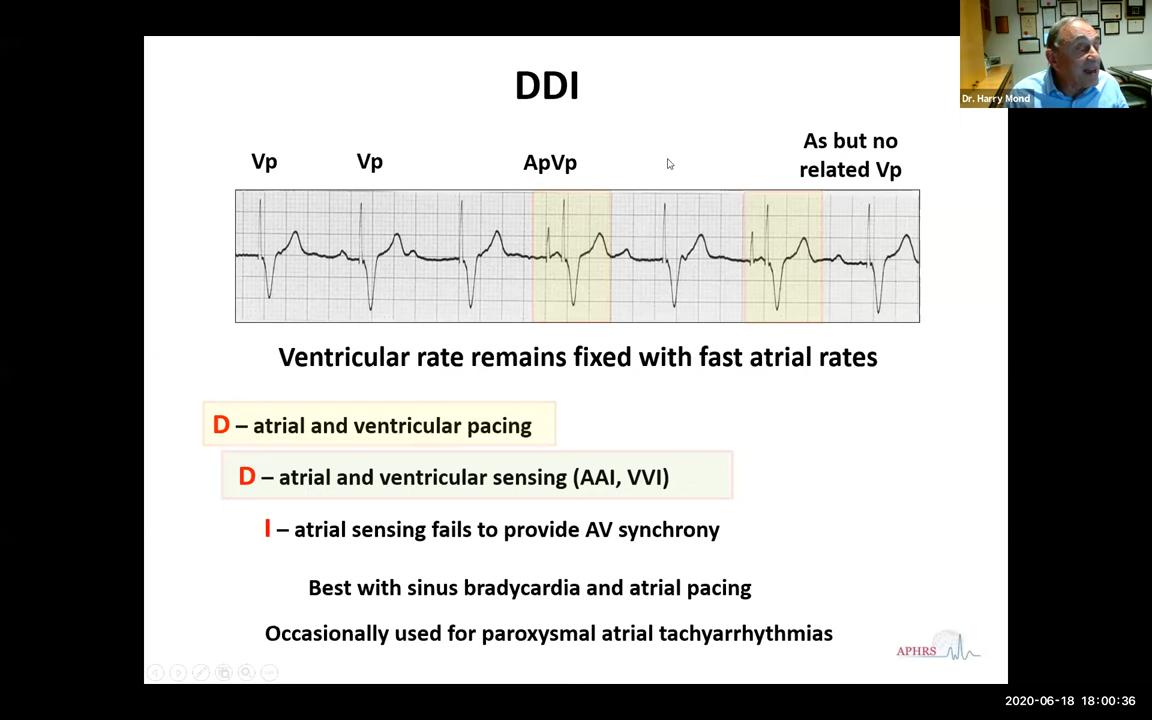 DDI
Dr. Harry Mond
As but no
related Vp
Vp
Vp
ApVp
Ventricular rate remains fixed with fast atrial rates
D – atrial and ventricular pacing
D – atrial and ventricular sensing (AAI, VVI)
I – atrial sensing fails to provide AV synchrony
Best with sinus bradycardia and atrial pacing
Occasionally used for paroxysmal atrial tachyarrhythmias
APHRS
2020-06-18 18:00:36